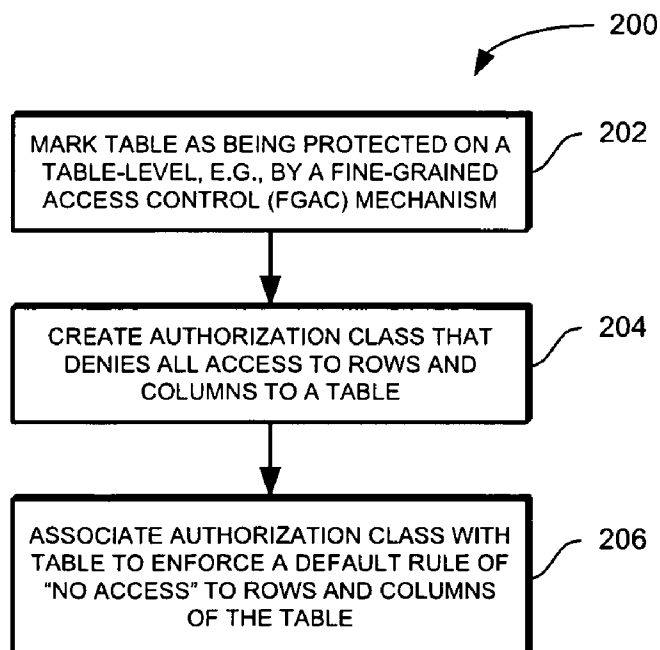 200
MARK TABLE AS BEING PROTECTED ON A
TABLE-LEVEL, E.G., BY A FINE-GRAINED
ACCESS CONTROL (FGAC) MECHANISM
202
CREATE AUTHORIZATION CLASS THAT
DENIES ALL ACCESS TO ROWS AND
COLUMNS TO A TABLE
204
ASSOCIATE AUTHORIZATION CLASS WITH
TABLE TO ENFORCE A DEFAULT RULE OF
“NO ACCESS” TO ROWS AND COLUMNS
OF THE TABLE
206